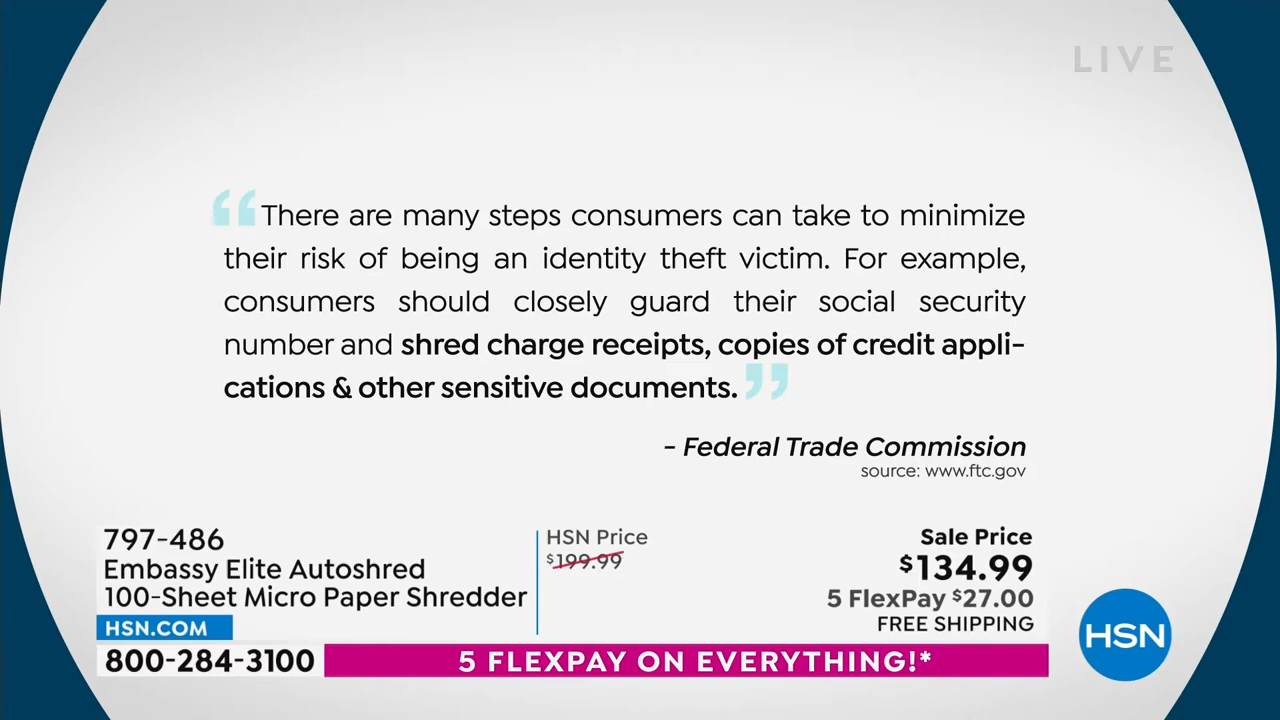 LIVE
“There are many steps consumers can take to minimize
their risk of being an identity theft victim. For example,
consumers should closely guard their social security
number and shred charge receipts, copies of credit appli-
cations & other sensitive documents.”
- Federal Trade Commission
source: www.ftc.gov
797-486
Embassy Elite Autoshred
100-Sheet Micro Paper Shredder
HSN.COM
800-284-3100
HSN Price
$199.99
Sale Price
$134.99
5 FlexPay $27.00
FREE SHIPPING
5 FLEXPAY ON EVERYTHING!*
HSN